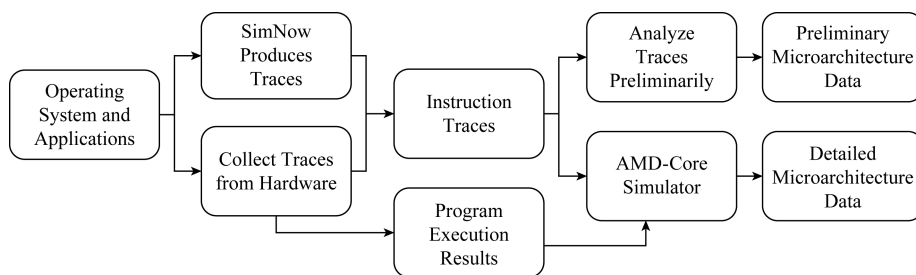 Operating
System and
Applications
SimNow
Produces
Traces
Collect Traces
from Hardware
Instruction
Traces
Program
Execution
Results
Analyze
Traces
Preliminarily
AMD-Core
Simulator
Preliminary
Microarchitecture
Data
Detailed
Microarchitecture
Data